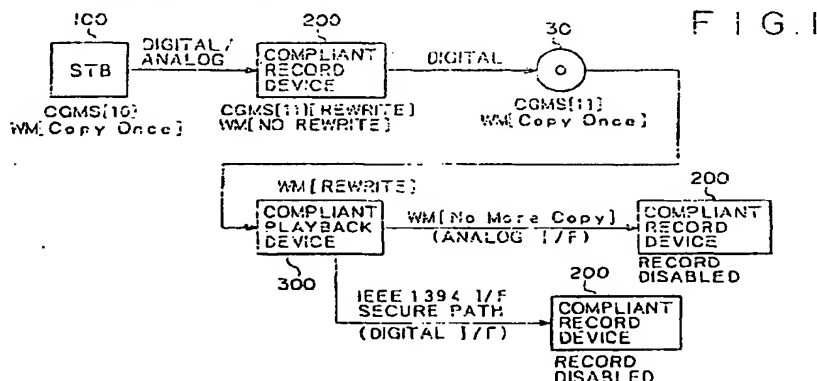 FIG.1
100
STB
CGMS[10]
WM[Copy Once]
DIGITAL/
ANALOG
200
COMPLIANT
RECORD
DEVICE
CGMS[11][REWRITE]
WM[NO REWRITE]
DIGITAL
30
CGMS[11]
WM[Copy Once]
WM[REWRITE]
COMPLIANT
PLAYBACK
DEVICE
300
WM[No More Copy]
(ANALOG I/F)
200
COMPLIANT
RECORD
DEVICE
RECORD
DISABLED
IEEE 1394 I/F
SECURE PATH
(DIGITAL I/F)
200
COMPLIANT
RECORD
DEVICE
RECORD
DISABLED